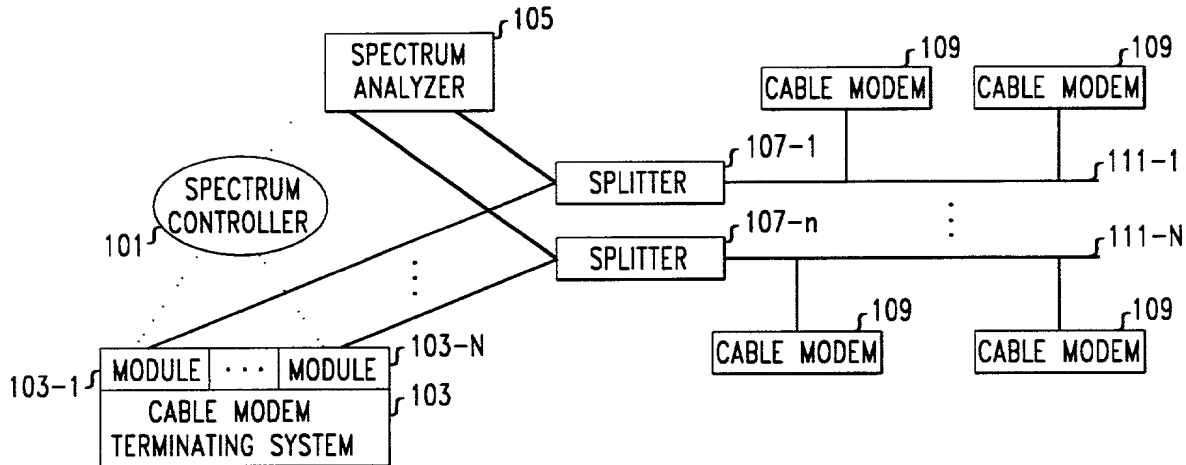 105
SPECTRUM
ANALYZER
109
CABLE MODEM
109
CABLE MODEM
107-1
SPLITTER
111-1
SPECTRUM
CONTROLLER
101
107-n
SPLITTER
111-N
109
CABLE MODEM
109
CABLE MODEM
103-1
MODULE
...
MODULE
103-N
CABLE MODEM
TERMINATING SYSTEM
103